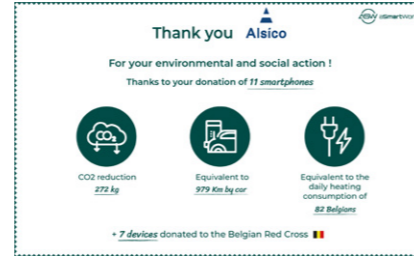 Thank you Alsico
For your environmental and social action !
Thanks to your donation of 11 smartphones
CO₂
CO2 reduction
272 kg
Equivalent to
979 Km by car
Equivalent to the
daily heating
consumption of
82 Belgians
+ 7 devices donated to the Belgian Red Cross